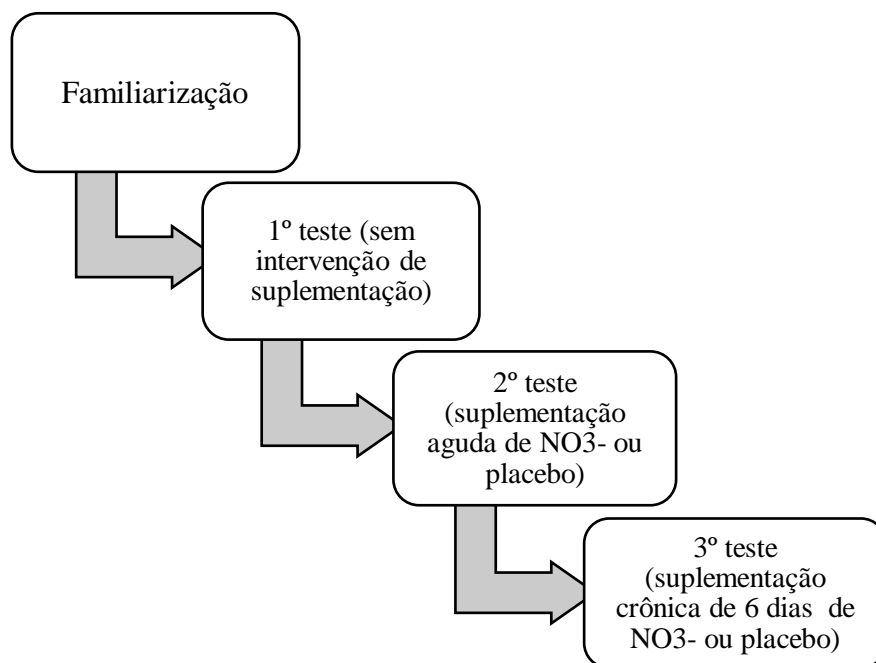 Familiarização
1º teste (sem
intervenção de
suplementação)
2º teste
(suplementação
aguda de NO3- ou
placebo)
3º teste
(suplementação
crônica de 6 dias  de
NO3- ou placebo)